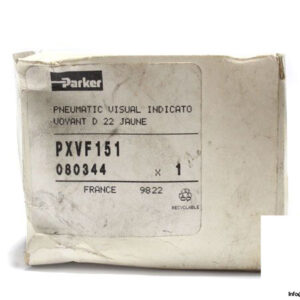 Parker
PNEUMATIC VISUAL INDICATO
VOYANT D 22 JAUNE
PXVF151
080344 x 1
FRANCE 9822
RECYCLABLE